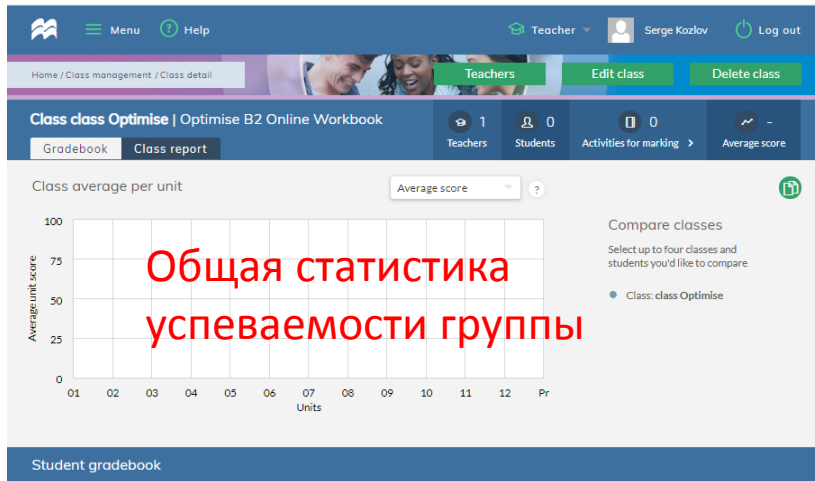 Menu ? Help Teacher Serge Kozlov Log out
Home / Class management / Class detail Teachers Edit class Delete class
Class class Optimise | Optimise B2 Online Workbook
1 0 0 -
Teachers Students Activities for marking > Average score
Gradebook Class report
Class average per unit Average score ?
100
75
50
25
0
Average unit score
Общая статистика
успеваемости группы
01 02 03 04 05 06 07 08 09 10 11 12 Pr
Units
Compare classes
Select up to four classes and
students you'd like to compare
Class: class Optimise
Student gradebook